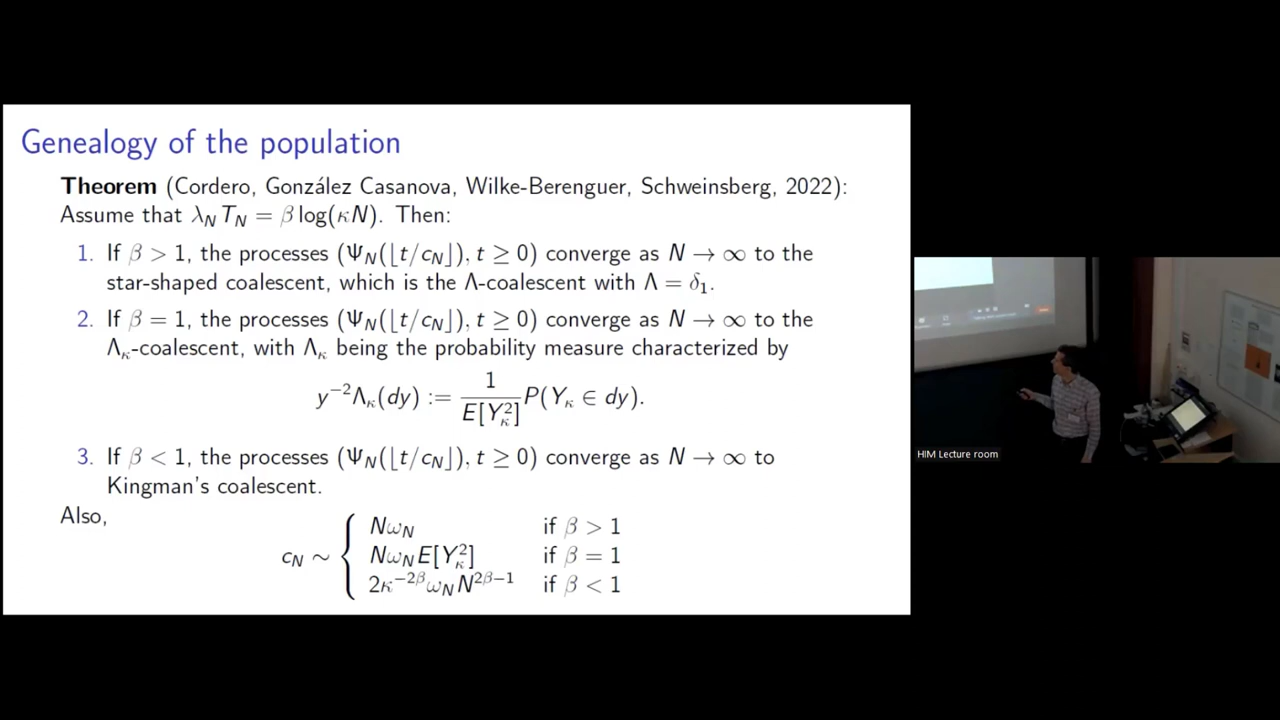 Genealogy of the population
Theorem (Cordero, González Casanova, Wilke-Berenguer, Schweinsberg, 2022):
Assume that λ_N T_N = β log(κN). Then:
1. If β > 1, the processes (Ψ_N(⌊t/c_N⌋), t ≥ 0) converge as N → ∞ to the
star-shaped coalescent, which is the Λ-coalescent with Λ = δ₁.
2. If β = 1, the processes (Ψ_N(⌊t/c_N⌋), t ≥ 0) converge as N → ∞ to the
Λ_κ-coalescent, with Λ_κ being the probability measure characterized by
y^{-2}Λ_κ(dy) := \frac{1}{E[Y_κ^2]} P(Y_κ ∈ dy).
3. If β < 1, the processes (Ψ_N(⌊t/c_N⌋), t ≥ 0) converge as N → ∞ to
Kingman's coalescent.
Also,
Nω_N if β > 1
c_N ~ { Nω_N E[Y_κ^2] if β = 1
2κ^{-2β}ω_N N^{2β-1} if β < 1
HIM Lecture room